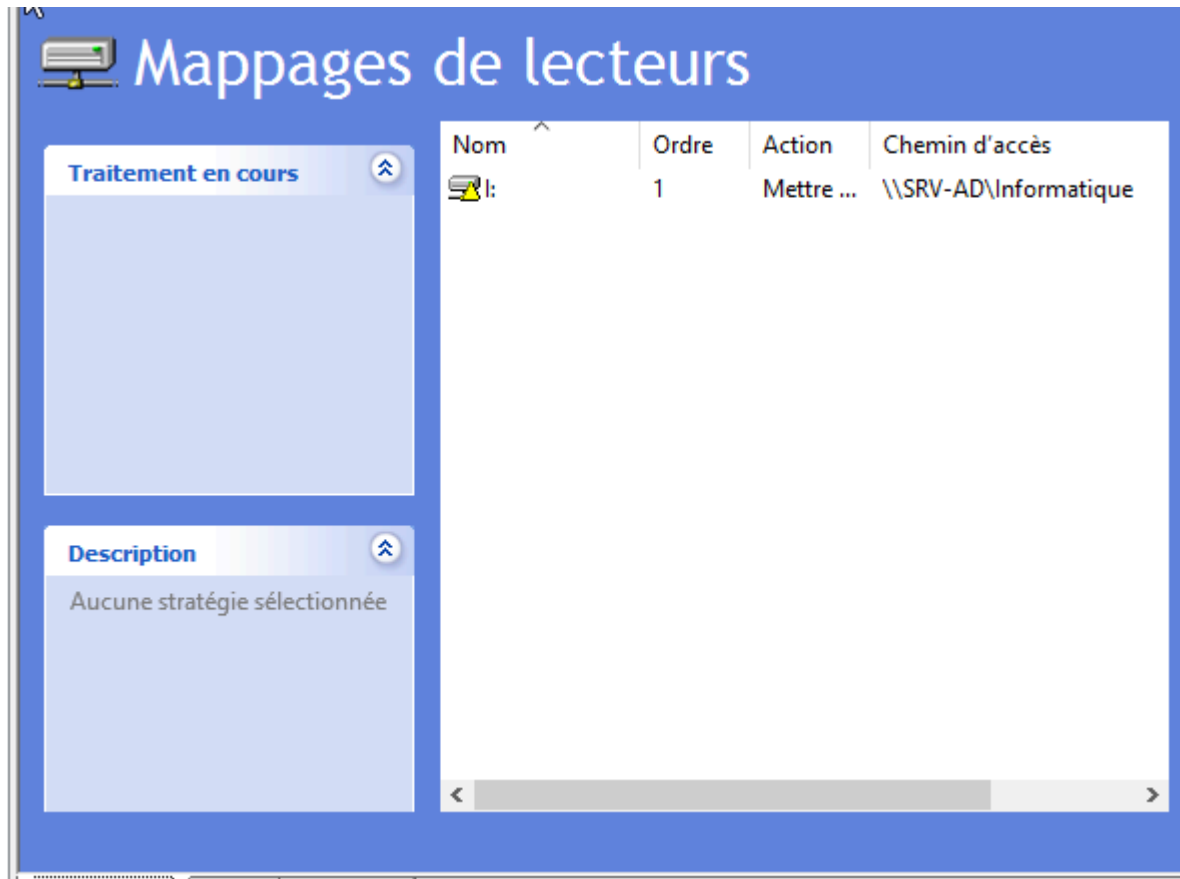 Mappages de lecteurs
Traitement en cours
Nom Ordre Action Chemin d'accès
I: 1 Mettre ... \\SRV-AD\Informatique
Description
Aucune stratégie sélectionnée